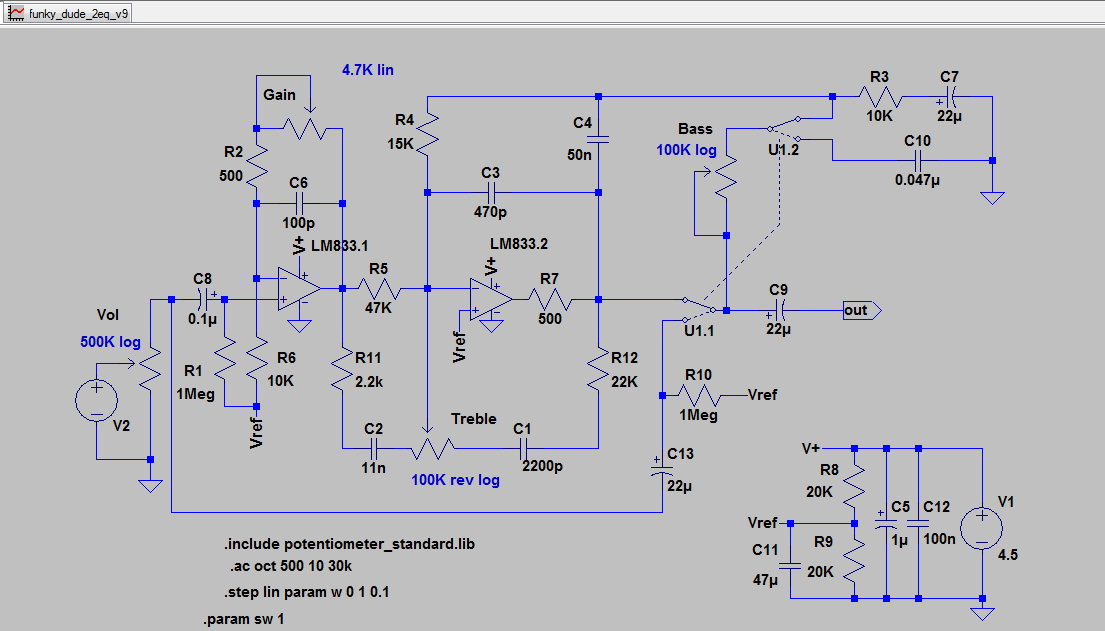 funky_dude_2eq_v9
4.7K lin
Gain
R2
500
C6
100p
V+
LM833.1
C8
0.1µ
Vol
500K log
V2
R1
1Meg
R6
10K
Vref
R5
47K
R11
2.2k
R4
15K
C3
470p
C4
50n
LM833.2
V+
Vref
R7
500
R12
22K
C2
11n
Treble
100K rev log
C1
2200p
Bass
100K log
U1.2
R3
10K
C7
22µ
C10
0.047µ
U1.1
C9
22µ
out
R10
1Meg
Vref
C13
22µ
V+
R8
20K
Vref
C11
47µ
R9
20K
C5
1µ
C12
100n
V1
4.5
.include potentiometer_standard.lib
.ac oct 500 10 30k
.step lin param w 0 1 0.1
.param sw 1